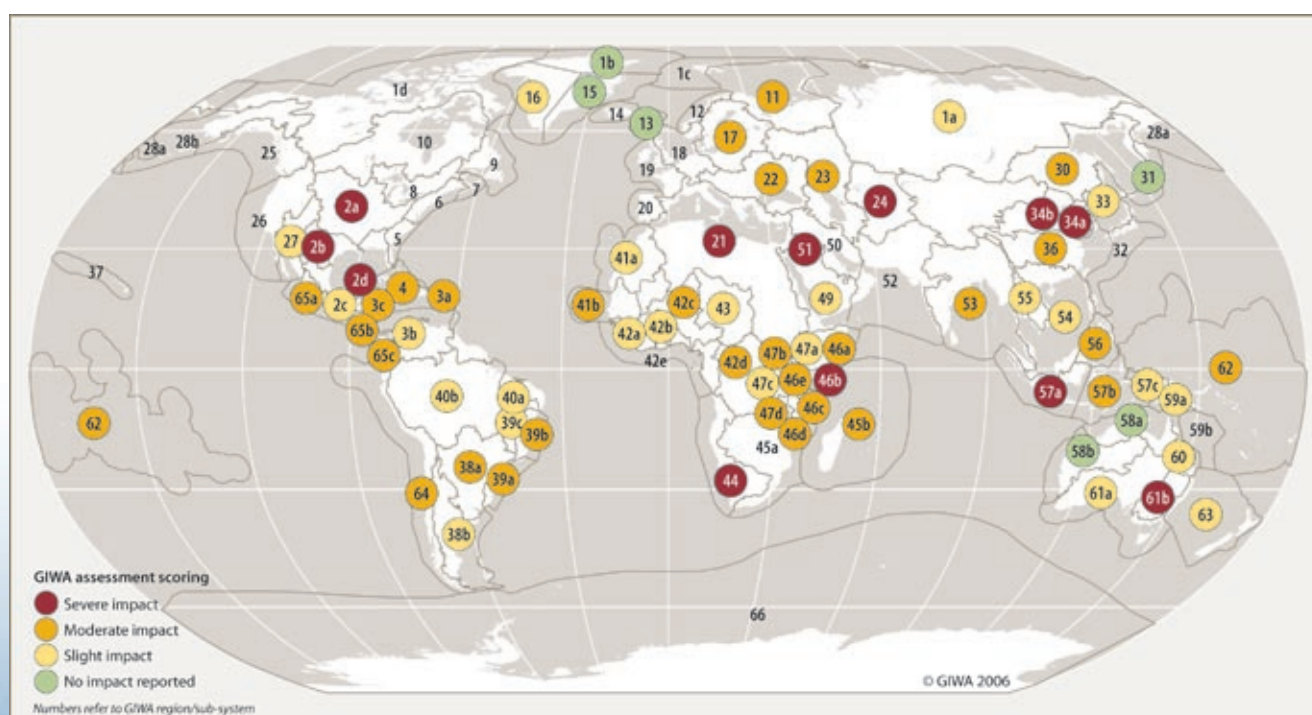 1b
1c
1d
16
15
11
1a
14
12
13
28a
28b
28a
10
17
25
18
9
30
31
19
22
23
8
7
6
2a
24
33
20
34b
34a
26
5
27
2b
21
51
50
36
32
41a
37
2d
52
4
65a
2c
3c
3a
41b
42c
43
49
53
55
54
65b
3b
42a
42b
56
65c
42e
42d
47b
47a
46a
62
47c
46e
46b
57a
57b
57c
59a
40b
40a
46c
62
39c
39b
47d
46d
45b
58a
59b
45a
58b
60
38a
39a
44
64
61a
61b
63
38b
GIWA assessment scoring
Severe impact
Moderate impact
Slight impact
No impact reported
66
© GIWA 2006
Numbers refer to GIWA region/sub-system